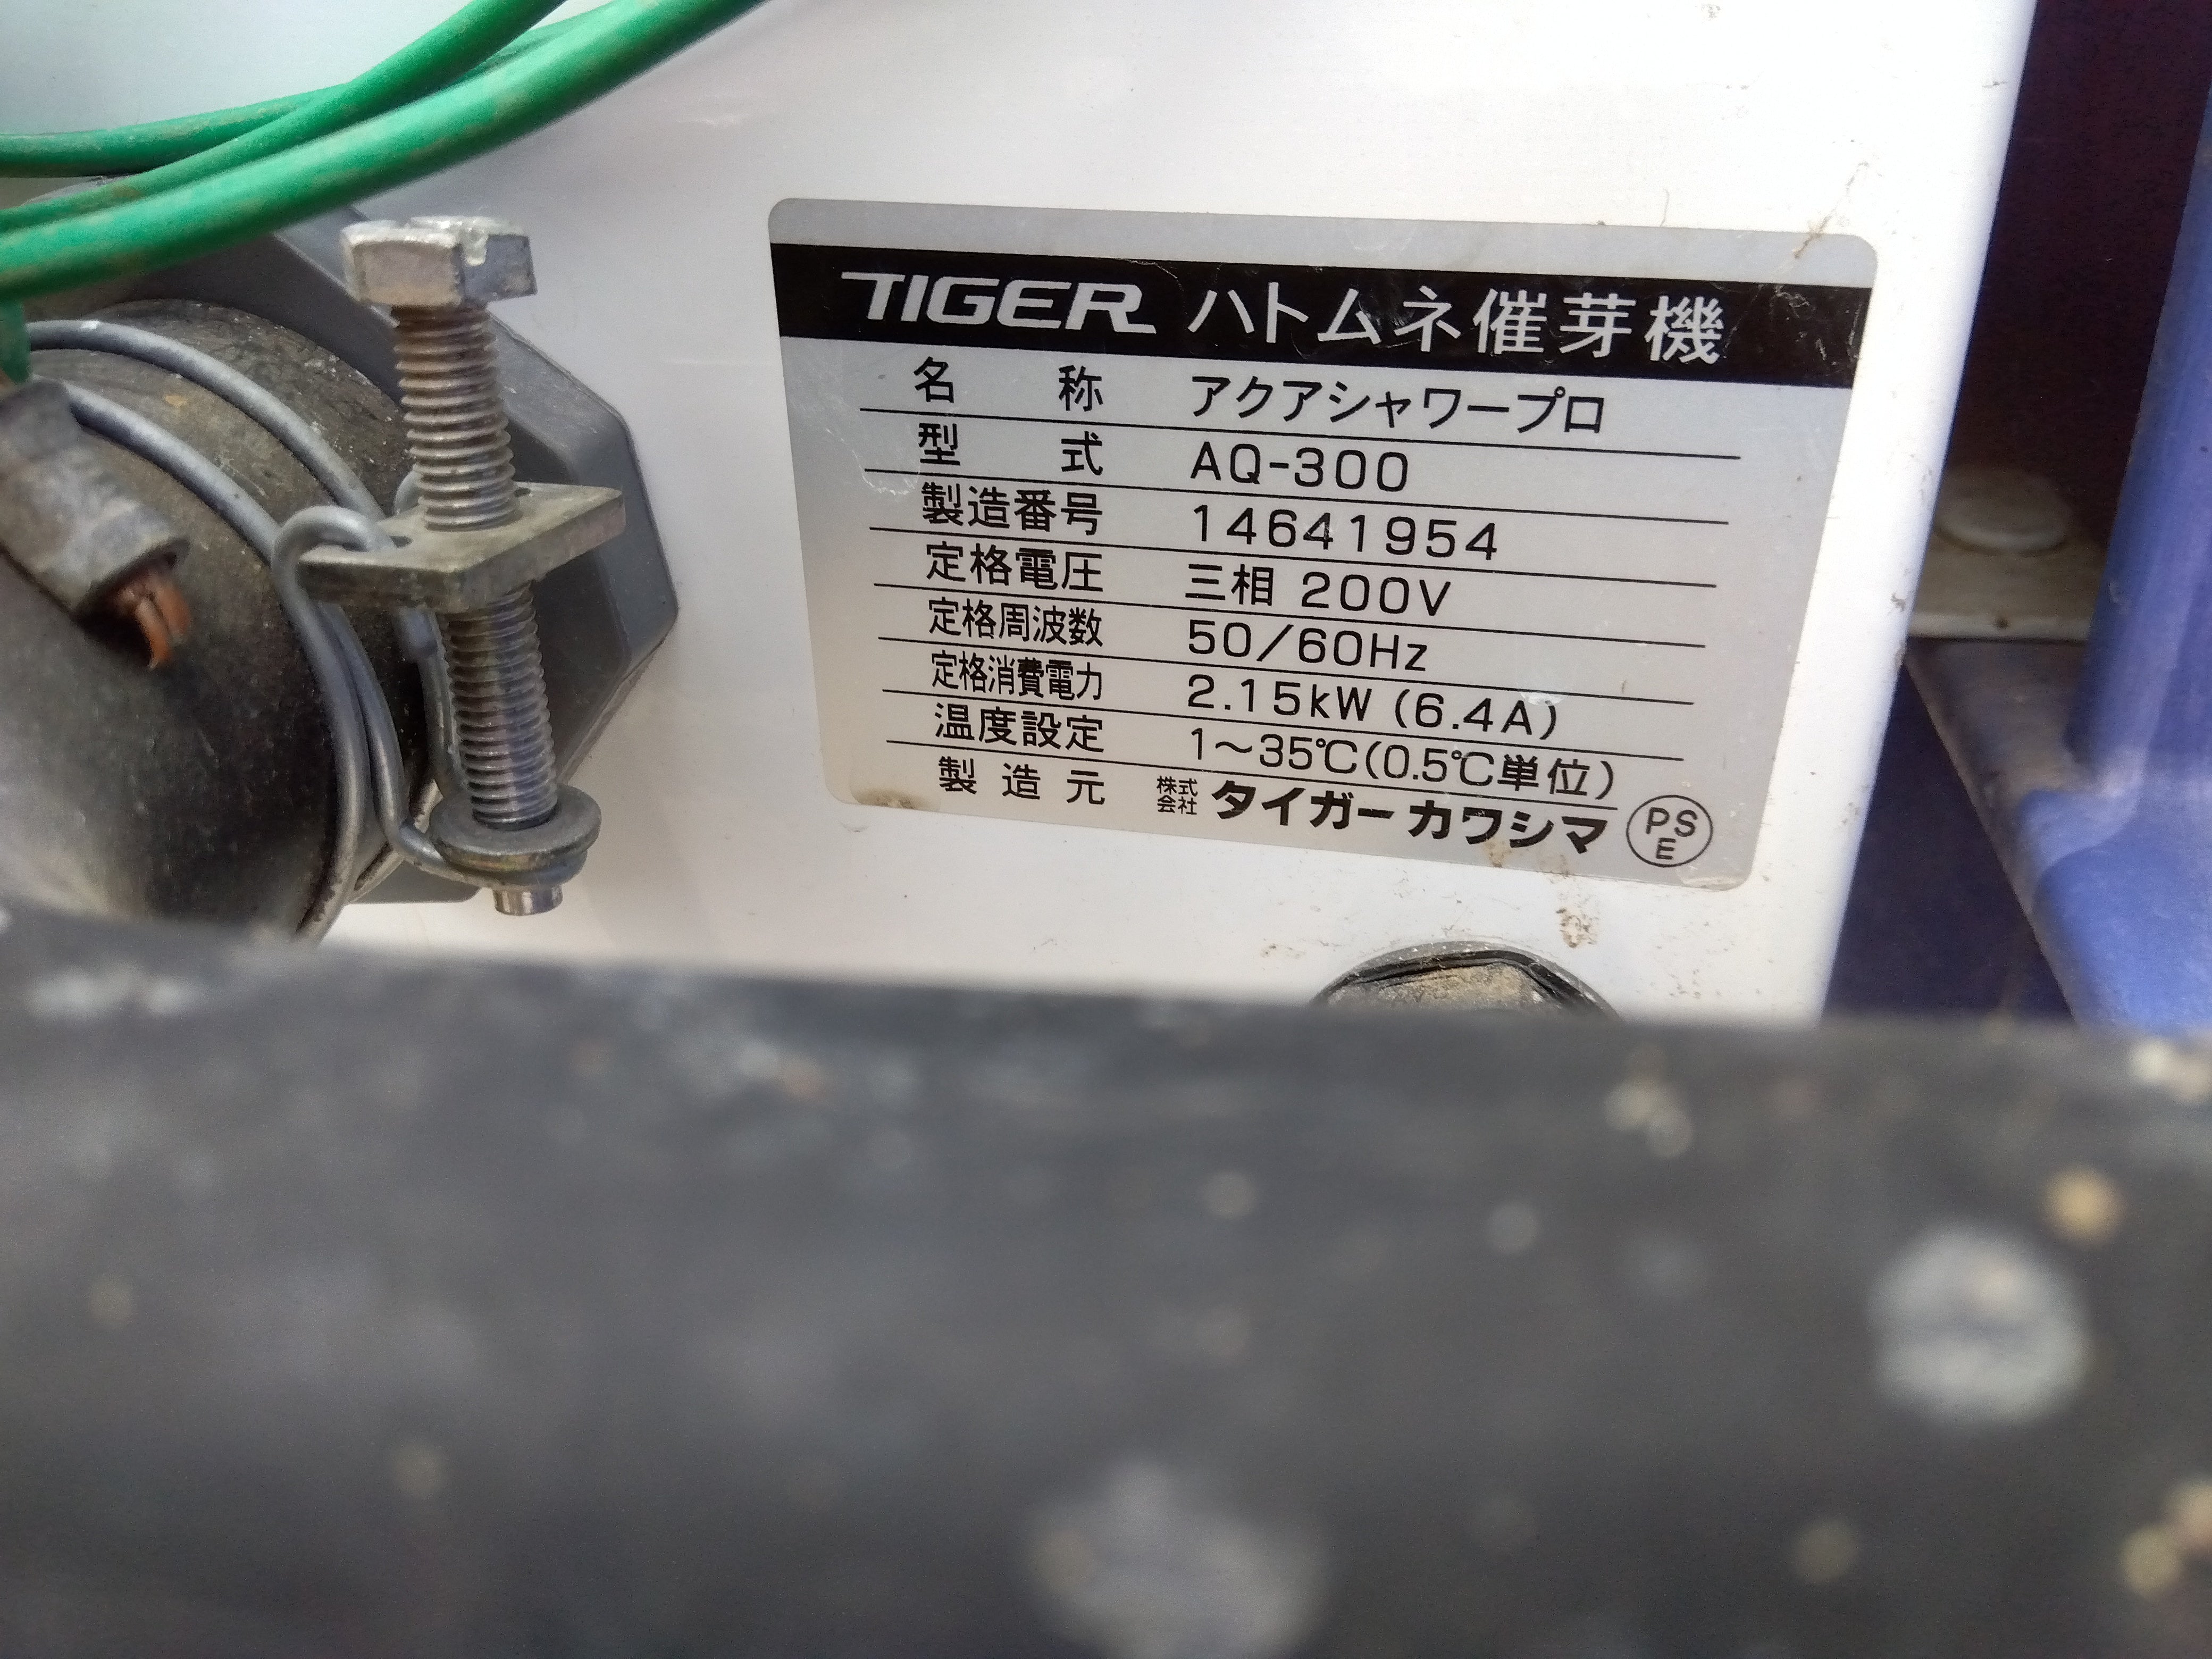 TIGER ハトムネ催芽機
名称 アクアシャワープロ
型式 AQ-300
製造番号 14641954
定格電圧 三相 200V
定格周波数 50/60Hz
定格消費電力 2.15kW (6.4A)
温度設定 1～35℃(0.5℃単位)
製造元 株式会社 タイガーカワシマ PSE